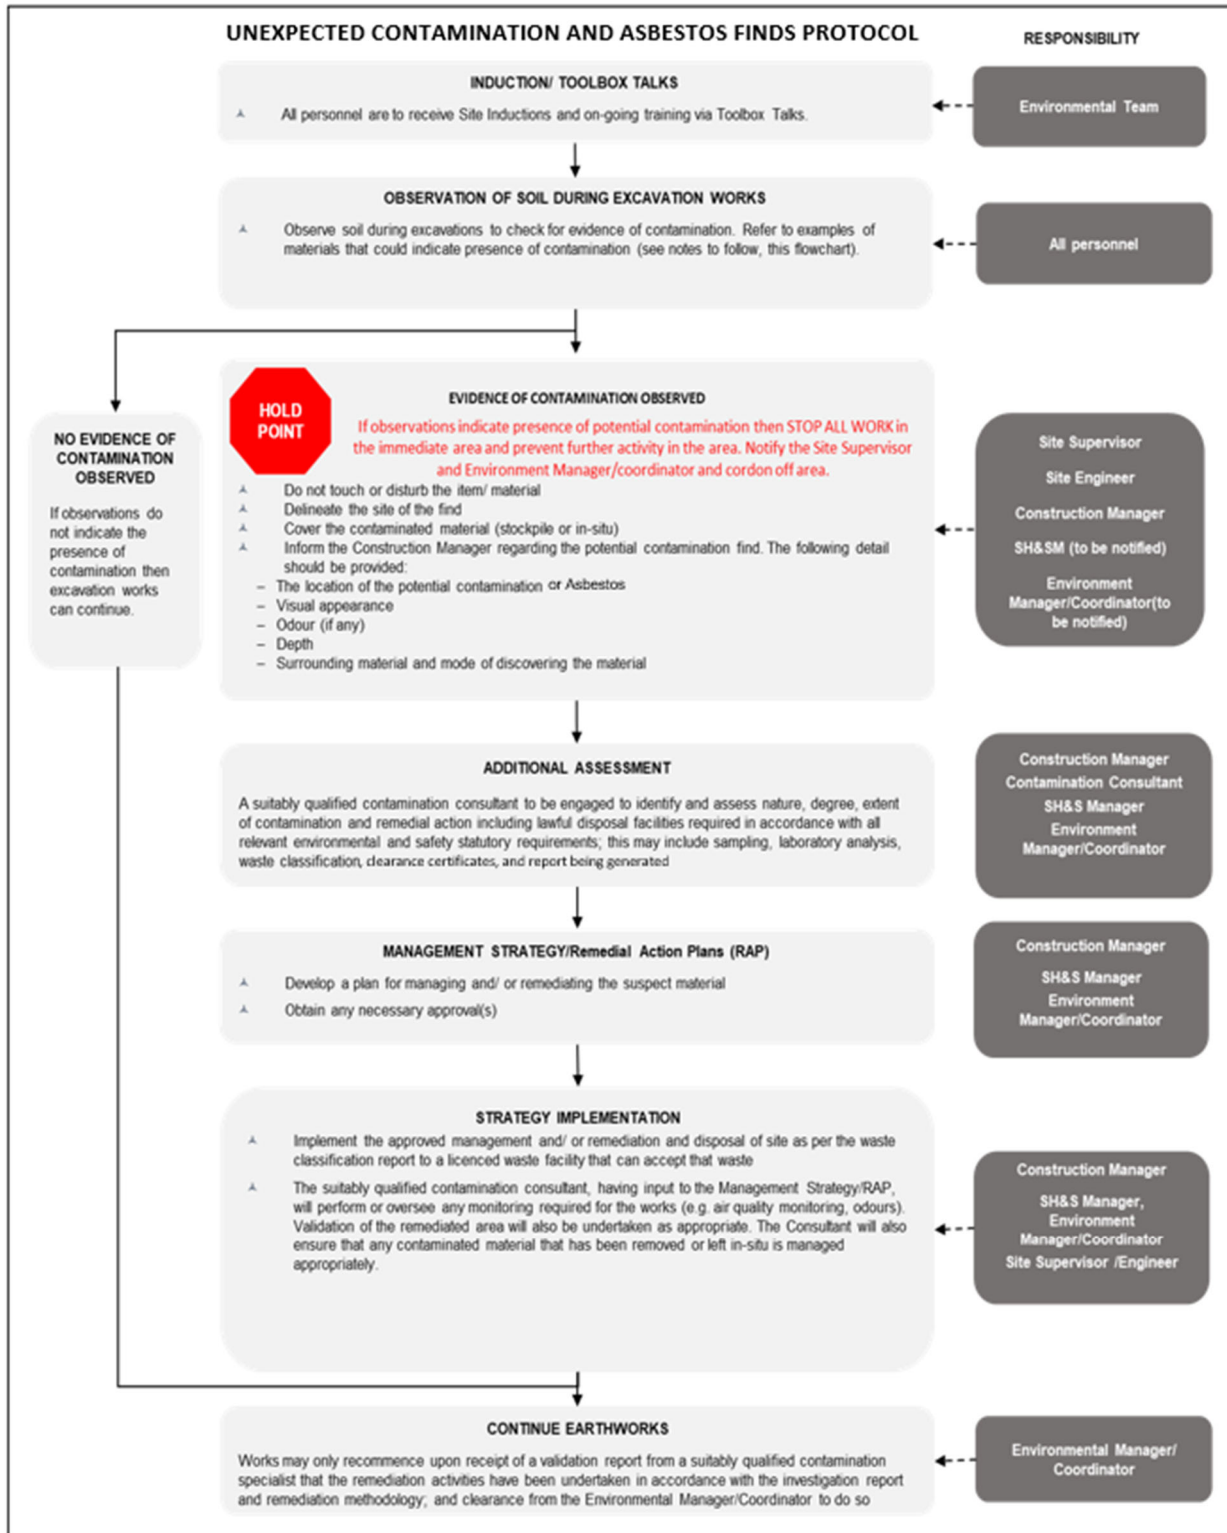 UNEXPECTED CONTAMINATION AND ASBESTOS FINDS PROTOCOL
RESPONSIBILITY
INDUCTION/ TOOLBOX TALKS
All personnel are to receive Site Inductions and on-going training via Toolbox Talks.
Environmental Team
OBSERVATION OF SOIL DURING EXCAVATION WORKS
Observe soil during excavations to check for evidence of contamination. Refer to examples of
materials that could indicate presence of contamination (see notes to follow, this flowchart).
All personnel
NO EVIDENCE OF
CONTAMINATION
OBSERVED
If observations do
not indicate the
presence of
contamination then
excavation works
can continue.
HOLD
POINT
EVIDENCE OF CONTAMINATION OBSERVED
If observations indicate presence of potential contamination then STOP ALL WORK in
the immediate area and prevent further activity in the area. Notify the Site Supervisor
and Environment Manager/coordinator and cordon off area.
Do not touch or disturb the item/ material
Delineate the site of the find
Cover the contaminated material (stockpile or in-situ)
Inform the Construction Manager regarding the potential contamination find. The following detail
should be provided:
– The location of the potential contamination or Asbestos
– Visual appearance
– Odour (if any)
– Depth
– Surrounding material and mode of discovering the material
Site Supervisor
Site Engineer
Construction Manager
SH&SM (to be notified)
Environment
Manager/Coordinator(to
be notified)
ADDITIONAL ASSESSMENT
A suitably qualified contamination consultant to be engaged to identify and assess nature, degree, extent
of contamination and remedial action including lawful disposal facilities required in accordance with all
relevant environmental and safety statutory requirements; this may include sampling, laboratory analysis,
waste classification, clearance certificates, and report being generated
Construction Manager
Contamination Consultant
SH&S Manager
Environment
Manager/Coordinator
MANAGEMENT STRATEGY/Remedial Action Plans (RAP)
Develop a plan for managing and/ or remediating the suspect material
Obtain any necessary approval(s)
Construction Manager
SH&S Manager
Environment
Manager/Coordinator
STRATEGY IMPLEMENTATION
Implement the approved management and/ or remediation and disposal of site as per the waste
classification report to a licenced waste facility that can accept that waste
The suitably qualified contamination consultant, having input to the Management Strategy/RAP,
will perform or oversee any monitoring required for the works (e.g. air quality monitoring, odours).
Validation of the remediated area will also be undertaken as appropriate. The Consultant will also
ensure that any contaminated material that has been removed or left in-situ is managed
appropriately.
Construction Manager
SH&S Manager,
Environment
Manager/Coordinator
Site Supervisor /Engineer
CONTINUE EARTHWORKS
Works may only recommence upon receipt of a validation report from a suitably qualified contamination
specialist that the remediation activities have been undertaken in accordance with the investigation report
and remediation methodology; and clearance from the Environmental Manager/Coordinator to do so
Environmental Manager/
Coordinator